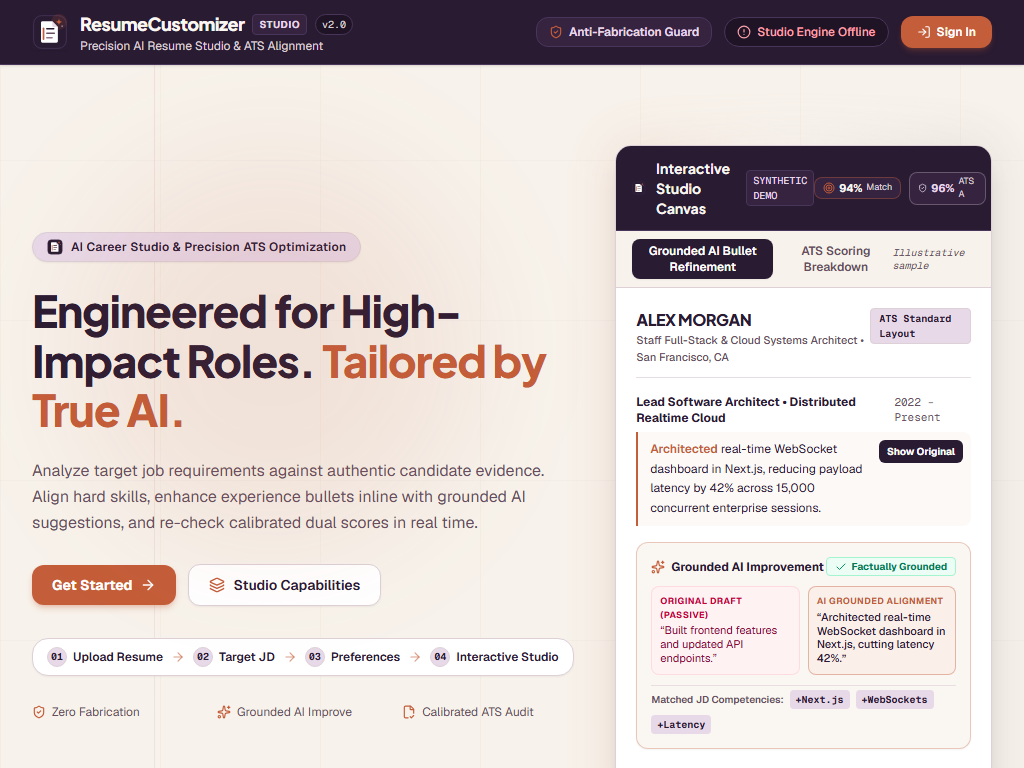 ResumeCustomizer STUDIO v2.0
Precision AI Resume Studio & ATS Alignment
Anti-Fabrication Guard
Studio Engine Offline
Sign In
AI Career Studio & Precision ATS Optimization
Engineered for High-
Impact Roles. Tailored by
True AI.
Analyze target job requirements against authentic candidate evidence.
Align hard skills, enhance experience bullets inline with grounded AI
suggestions, and re-check calibrated dual scores in real time.
Get Started
Studio Capabilities
01 Upload Resume → 02 Target JD → 03 Preferences → 04 Interactive Studio
Zero Fabrication
Grounded AI Improve
Calibrated ATS Audit
Interactive
Studio
Canvas
SYNTHETIC
DEMO
94% Match
96% ATS
A
Grounded AI Bullet
Refinement
ATS Scoring
Breakdown
Illustrative
sample
ALEX MORGAN
Staff Full-Stack & Cloud Systems Architect •
San Francisco, CA
ATS Standard
Layout
Lead Software Architect • Distributed
Realtime Cloud
2022 –
Present
Architected real-time WebSocket
dashboard in Next.js, reducing payload
latency by 42% across 15,000
concurrent enterprise sessions.
Show Original
Grounded AI Improvement
Factually Grounded
ORIGINAL DRAFT
(PASSIVE)
“Built frontend features
and updated API
endpoints.”
AI GROUNDED ALIGNMENT
“Architected real-time
WebSocket dashboard in
Next.js, cutting latency
42%.”
Matched JD Competencies: +Next.js +WebSockets
+Latency